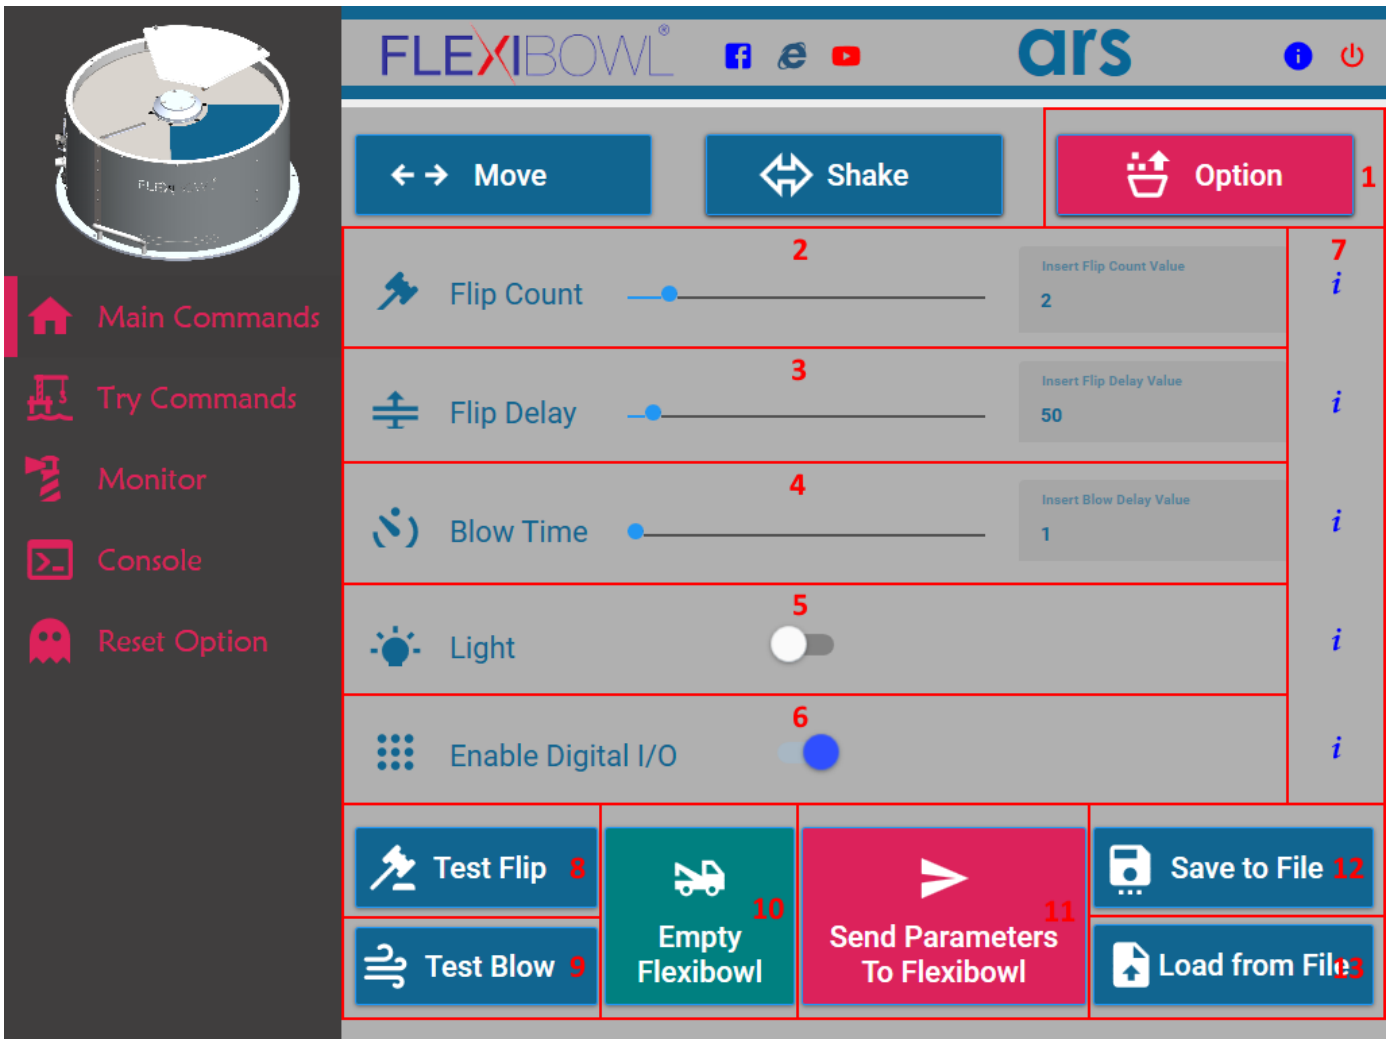 FLEXIBOWL®
ars
Move
Shake
Option
1
Main Commands
Try Commands
Monitor
Console
Reset Option
2
Flip Count
Insert Flip Count Value
2
7
i
3
Flip Delay
Insert Flip Delay Value
50
i
4
Blow Time
Insert Blow Delay Value
1
i
5
Light
i
6
Enable Digital I/O
i
Test Flip
8
Test Blow
9
Empty
Flexibowl
10
Send Parameters
To Flexibowl
11
Save to File
12
Load from File
13